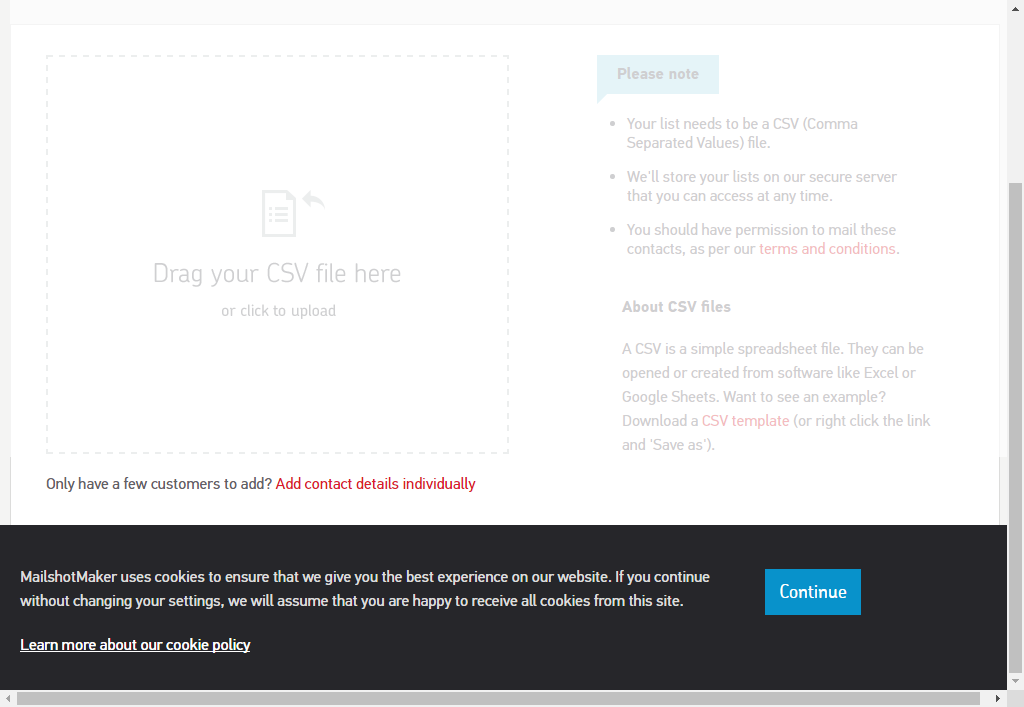 Drag your CSV file here
or click to upload
Only have a few customers to add? Add contact details individually
Please note
Your list needs to be a CSV (Comma
Separated Values) file.
We'll store your lists on our secure server
that you can access at any time.
You should have permission to mail these
contacts, as per our terms and conditions.
About CSV files
A CSV is a simple spreadsheet file. They can be
opened or created from software like Excel or
Google Sheets. Want to see an example?
Download a CSV template (or right click the link
and 'Save as').
MailshotMaker uses cookies to ensure that we give you the best experience on our website. If you continue
without changing your settings, we will assume that you are happy to receive all cookies from this site.
Learn more about our cookie policy
Continue